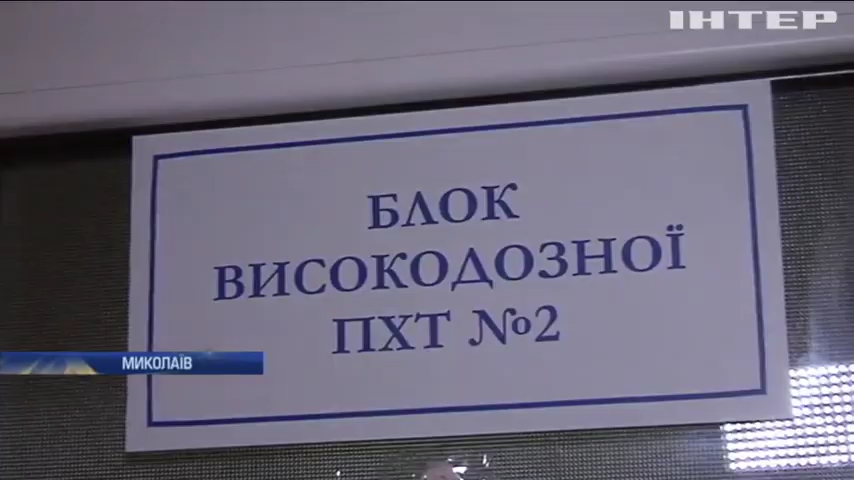 ІНТЕР
БЛОК
ВИСОКОДОЗНОЇ
ПХТ №2
МИКОЛАЇВ